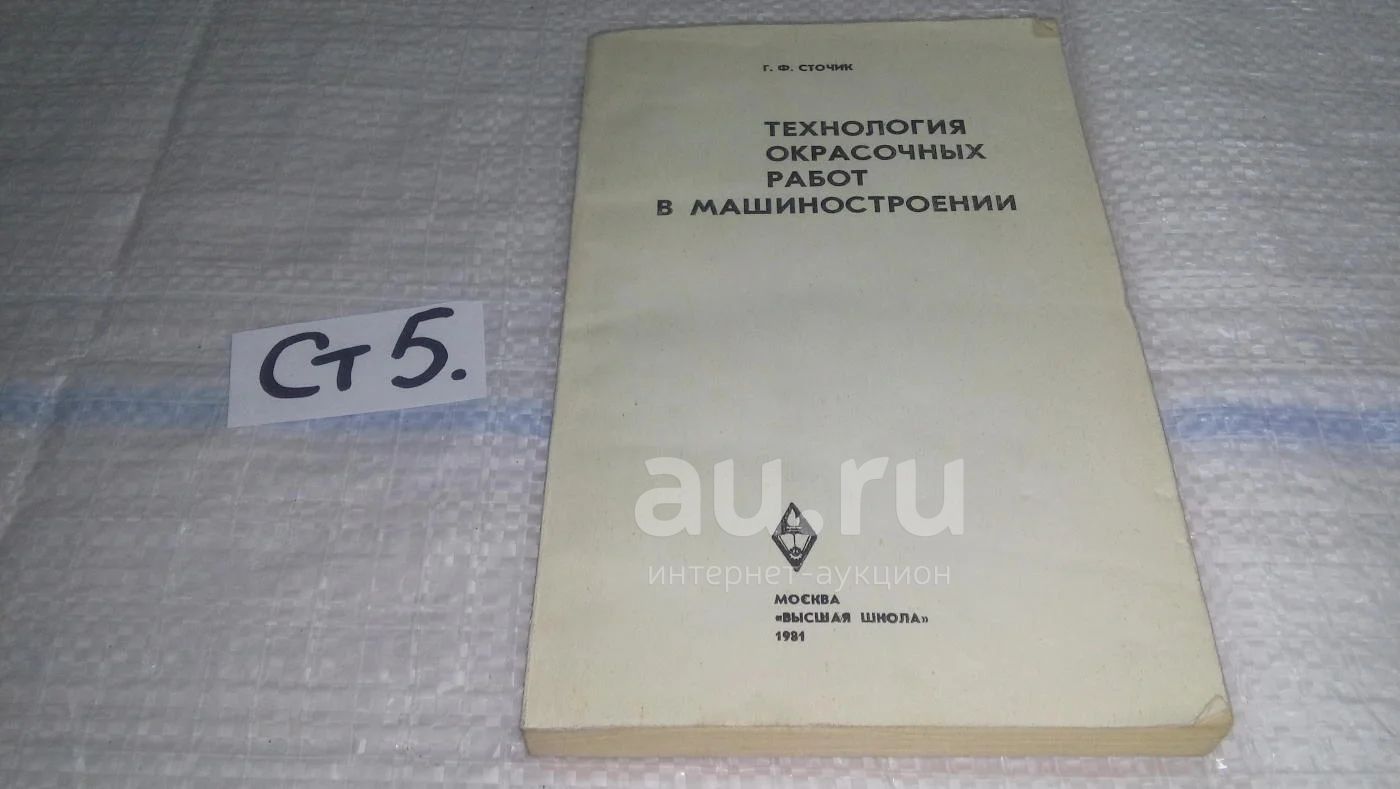 Г. Ф. СТОЧИК
ТЕХНОЛОГИЯ
ОКРАСОЧНЫХ
РАБОТ
В МАШИНОСТРОЕНИИ
Ст 5.
au.ru
интернет-аукцион
МОСКВА
«ВЫСШАЯ ШКОЛА»
1981